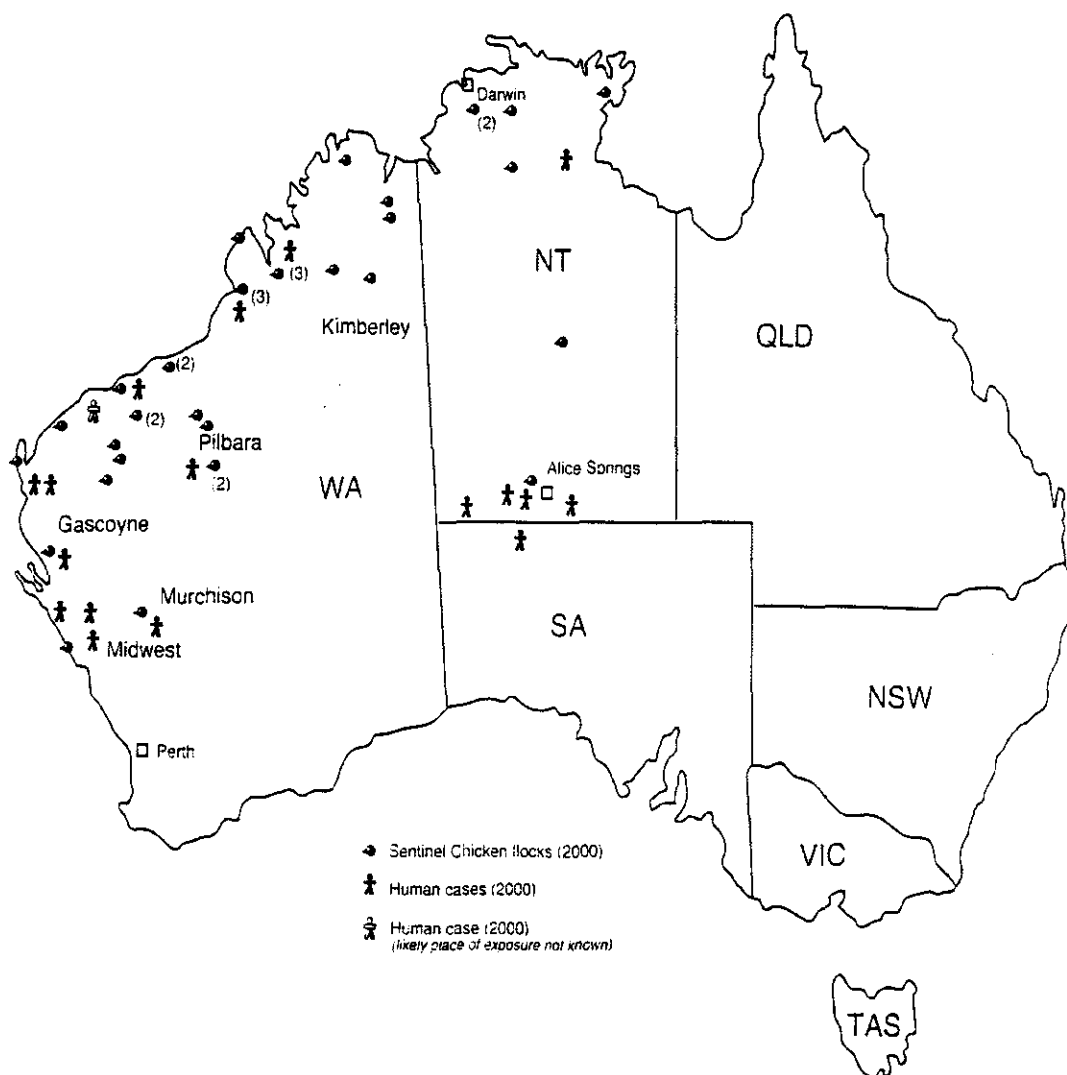 Darwin
(2)
NT
(3)
(3)
Kimberley
QLD
(2)
(2)
Pilbara
(2)
WA
Alice Springs
Gascoyne
Murchison
Midwest
SA
NSW
Perth
VIC
Sentinel Chicken flocks (2000)
Human cases (2000)
Human case (2000)
(likely place of exposure not known)
TAS